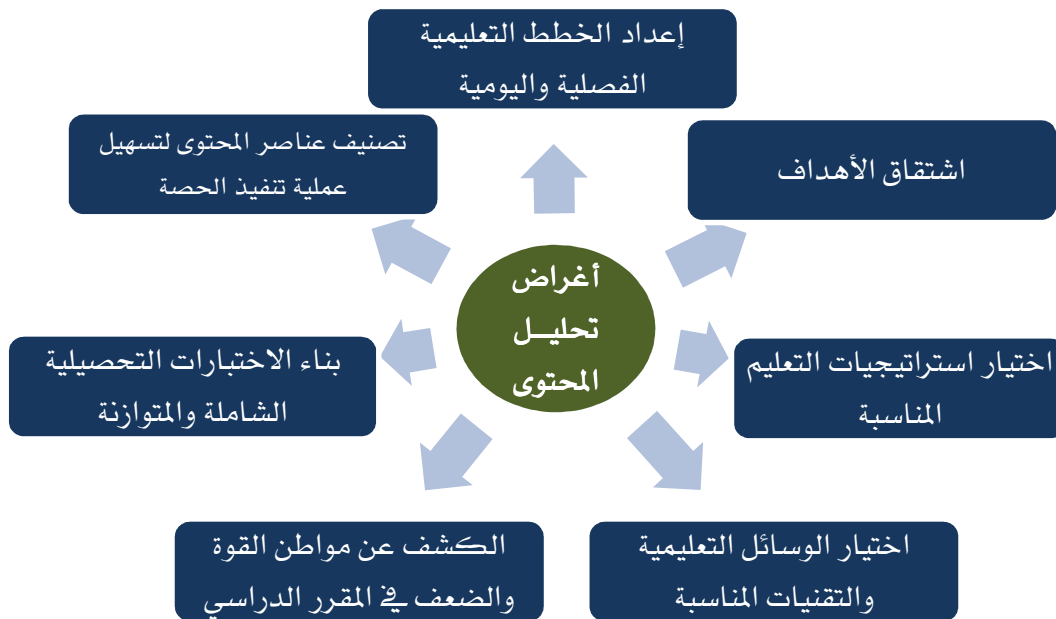 إعداد الخطط التعليمية
الفصلية واليومية
اشتقاق الأهداف
تصنيف عناصر المحتوى لتسهيل
عملية تنفيذ الحصة
أغراض
تحليل
المحتوى
اختيار استراتيجيات التعليم
المناسبة
بناء الاختبارات التحصيلية
الشاملة والمتوازنة
اختيار الوسائل التعليمية
والتقنيات المناسبة
الكشف عن مواطن القوة
والضعف في المقرر الدراسي